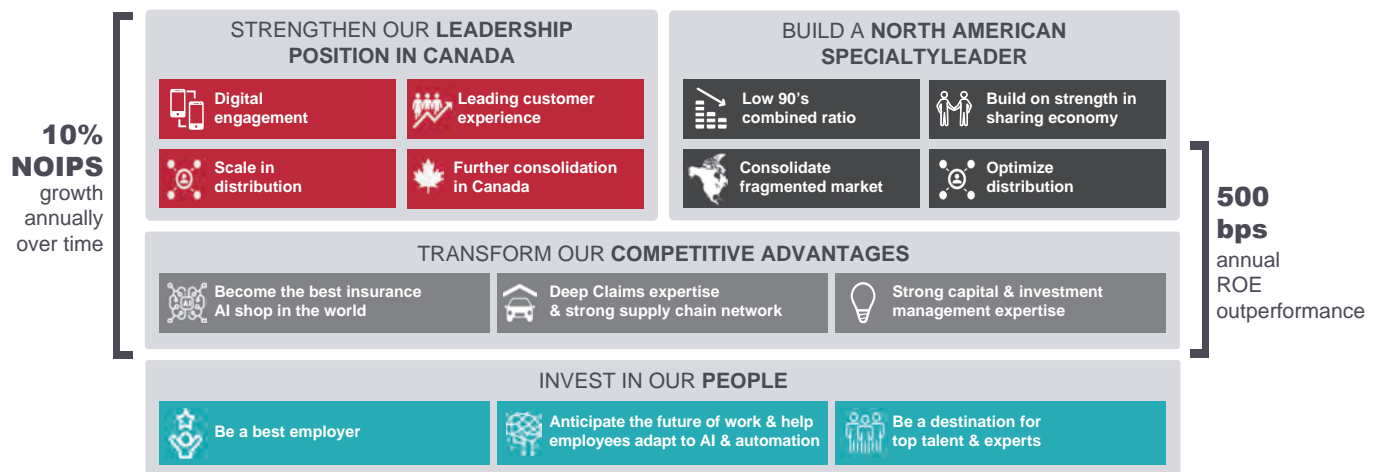 10%
NOIPS
growth
annually
over time
STRENGTHEN OUR LEADERSHIP
POSITION IN CANADA
Digital
engagement
Leading customer
experience
Scale in
distribution
Further consolidation
in Canada
BUILD A NORTH AMERICAN
SPECIALTYLEADER
Low 90's
combined ratio
Build on strength in
sharing economy
Consolidate
fragmented market
Optimize
distribution
500
bps
annual
ROE
outperformance
TRANSFORM OUR COMPETITIVE ADVANTAGES
AI
Become the best insurance
AI shop in the world
Deep Claims expertise
& strong supply chain network
Strong capital & investment
management expertise
INVEST IN OUR PEOPLE
Be a best employer
Anticipate the future of work & help
employees adapt to AI & automation
Be a destination for
top talent & experts